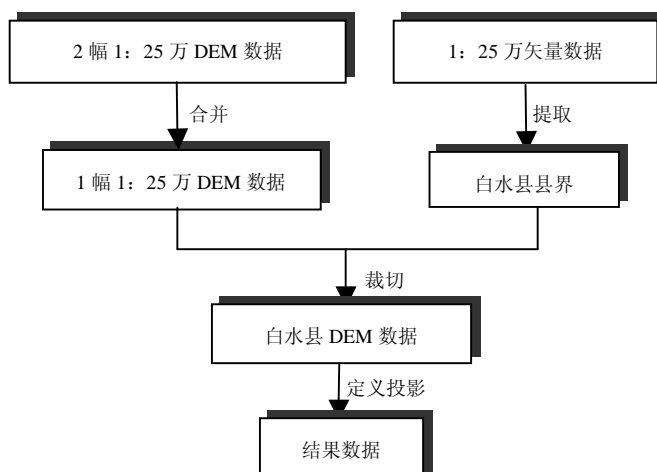 2 幅 1：25 万 DEM 数据
1：25 万矢量数据
合并
提取
1 幅 1：25 万 DEM 数据
白水县县界
裁切
白水县 DEM 数据
定义投影
结果数据